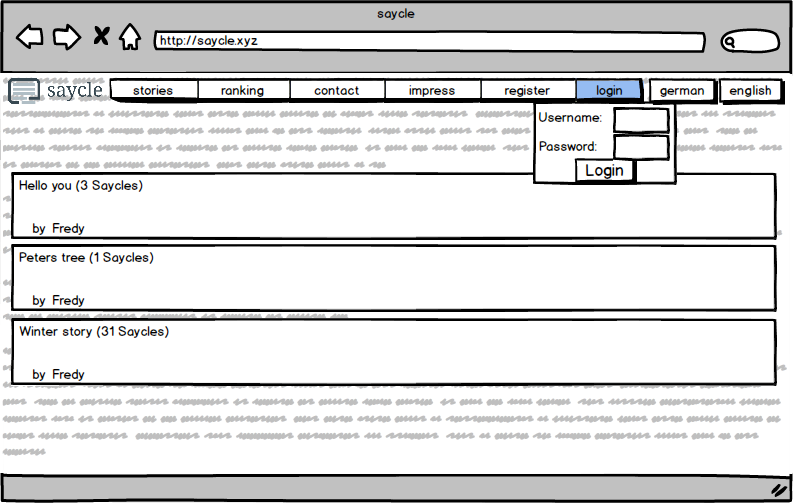 saycle
http://saycle.xyz
saycle stories ranking contact impress register login german english
Username:
Password:
Login
Hello you (3 Saycles)
by Fredy
Peters tree (1 Saycles)
by Fredy
Winter story (31 Saycles)
by Fredy